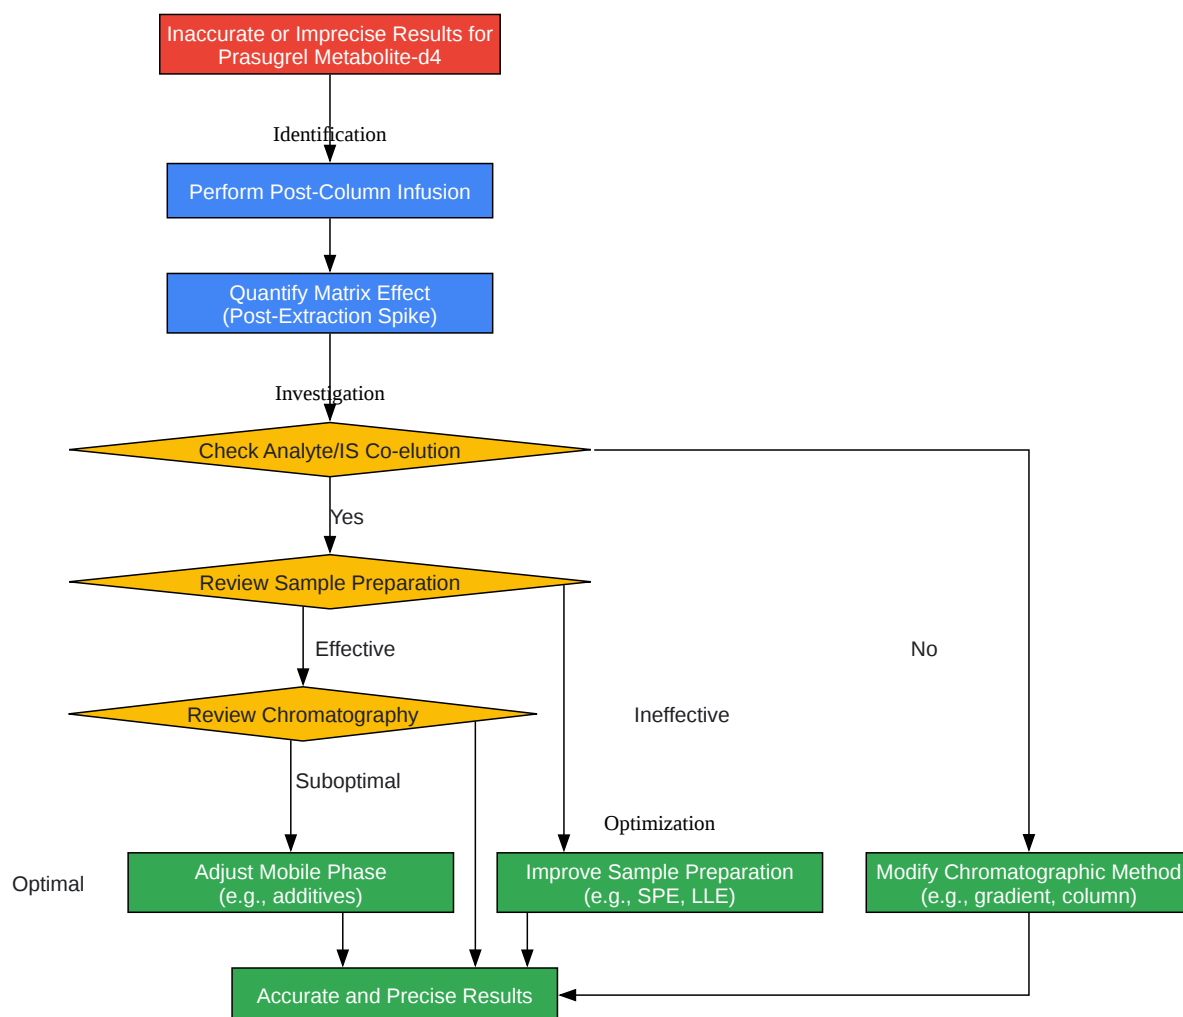 Inaccurate or Imprecise Results for
Prasugrel Metabolite-d4
Identification
Perform Post-Column Infusion
Quantify Matrix Effect
(Post-Extraction Spike)
Investigation
Check Analyte/IS Co-elution
Yes
Review Sample Preparation
Effective
No
Review Chromatography
Ineffective
Suboptimal
Optimization
Optimal
Adjust Mobile Phase
(e.g., additives)
Improve Sample Preparation
(e.g., SPE, LLE)
Modify Chromatographic Method
(e.g., gradient, column)
Accurate and Precise Results